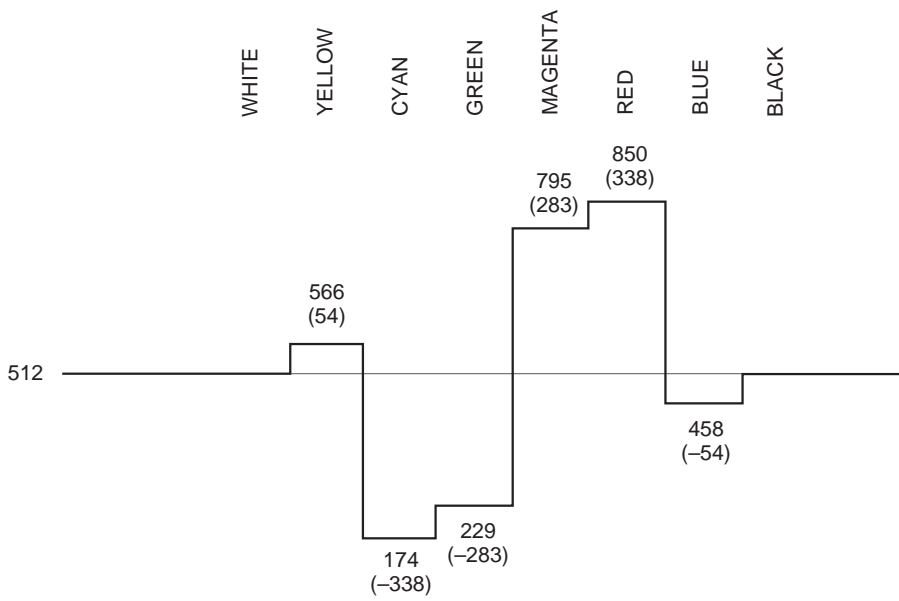 WHITE
YELLOW
CYAN
GREEN
MAGENTA
RED
BLUE
BLACK
850
(338)
795
(283)
566
(54)
512
458
(–54)
229
(–283)
174
(–338)